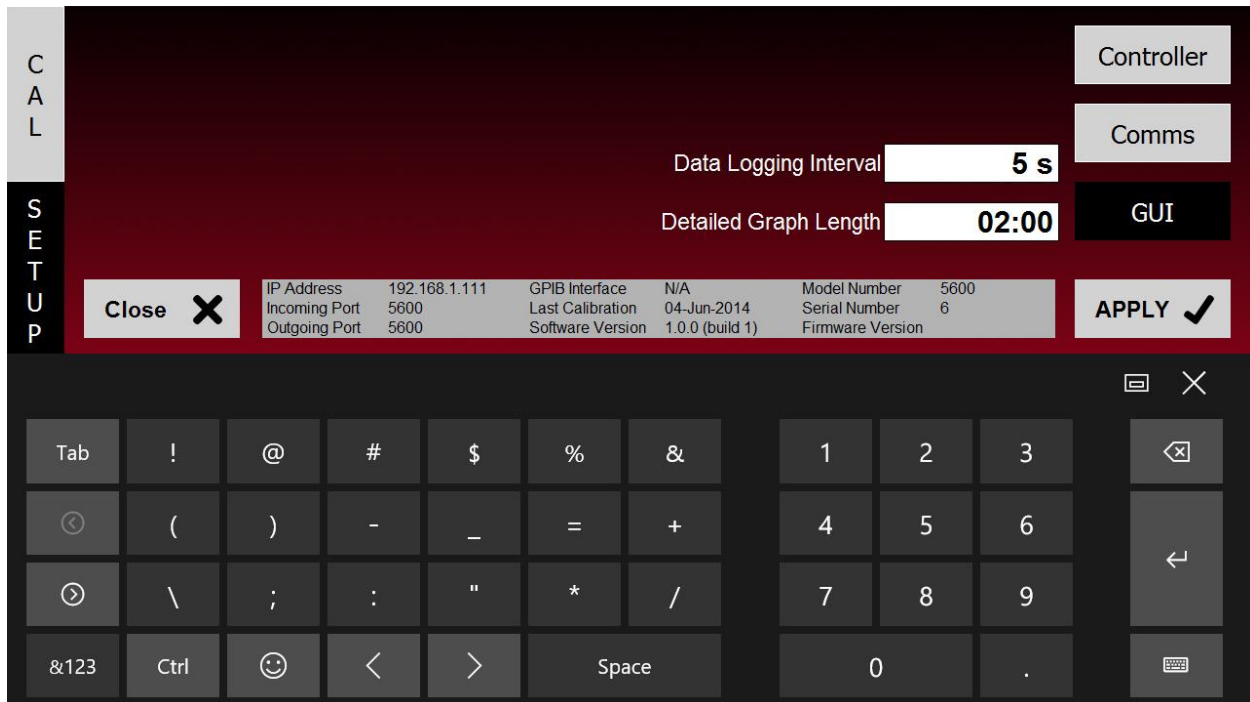 CAL
SETUP
Controller
Comms
GUI
Data Logging Interval 5 s
Detailed Graph Length 02:00
Close
IP Address 192.168.1.111 GPIB Interface N/A Model Number 5600
Incoming Port 5600 Last Calibration 04-Jun-2014 Serial Number 6
Outgoing Port 5600 Software Version 1.0.0 (build 1) Firmware Version
APPLY
Tab ! @ # $ % & 1 2 3
( ) - _ = + 4 5 6
\ ; : " * / 7 8 9
&123 Ctrl < > Space 0 .